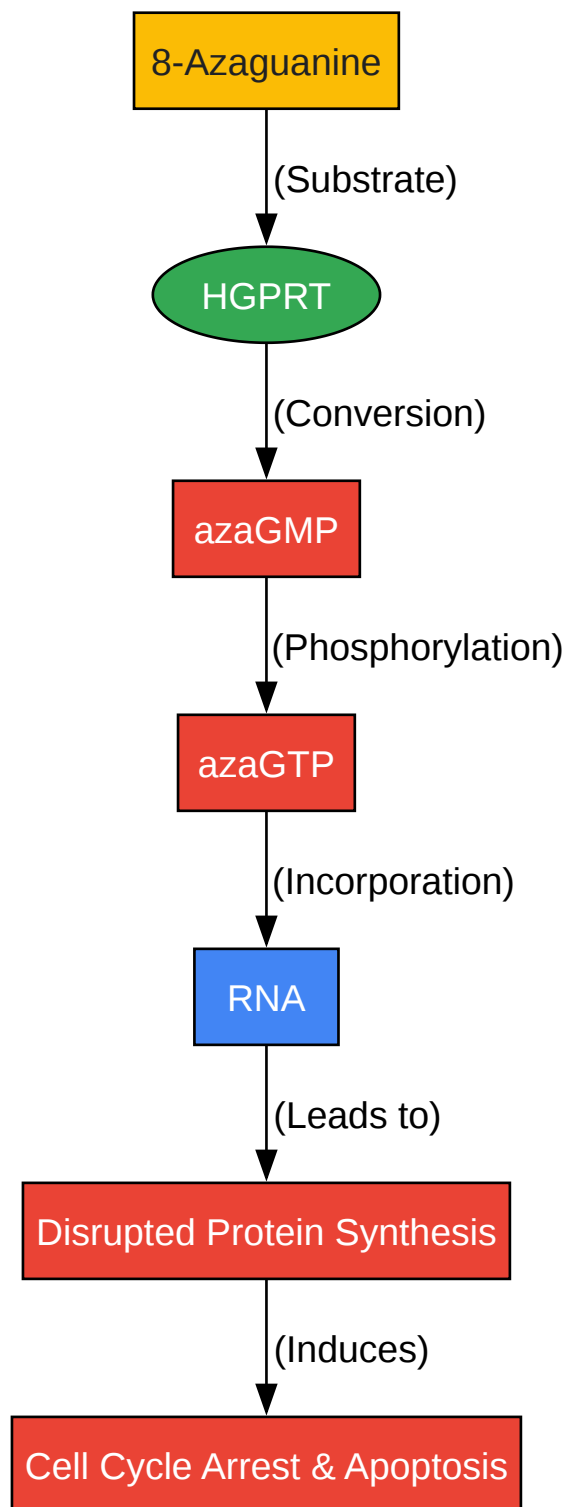 8-Azaguanine
(Substrate)
HGPRT
(Conversion)
azaGMP
(Phosphorylation)
azaGTP
(Incorporation)
RNA
(Leads to)
Disrupted Protein Synthesis
(Induces)
Cell Cycle Arrest & Apoptosis